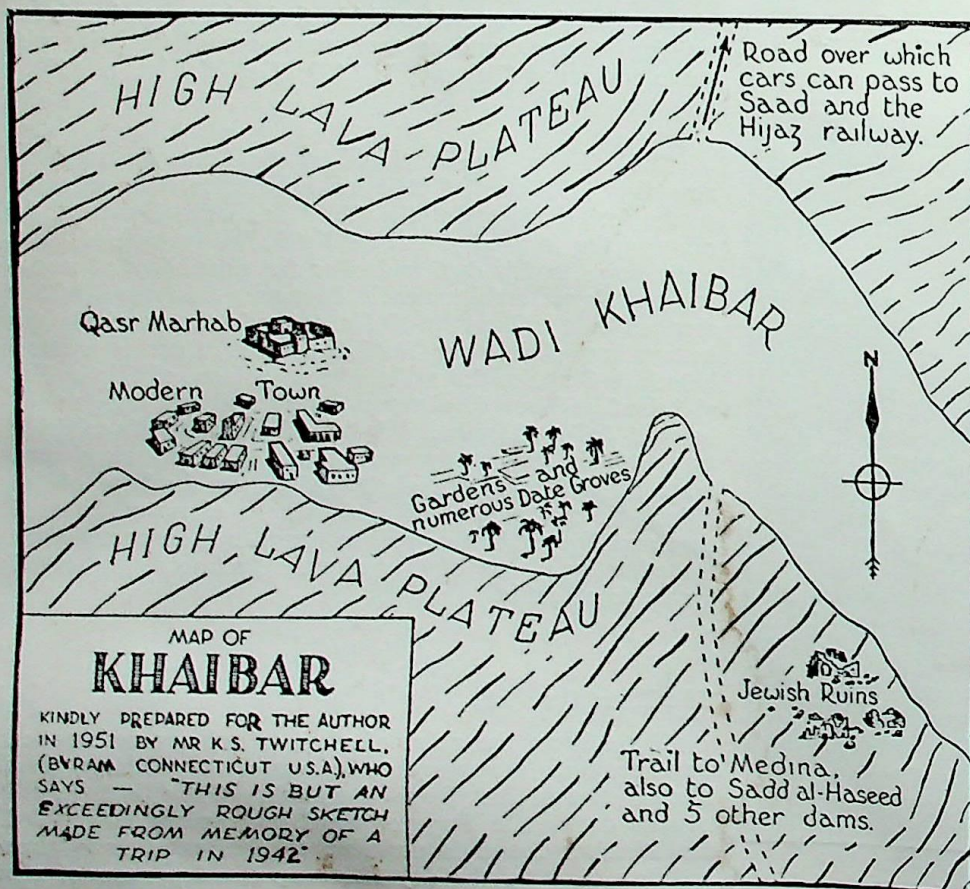 HIGH LAVA PLATEAU
Road over which
cars can pass to
Saad and the
Hijaz railway.
Qasr Marhab
WADI KHAIBAR
Modern Town
N
Gardens and
numerous Date Groves
HIGH LAVA PLATEAU
Jewish Ruins
Trail to Medina,
also to Sadd al-Haseed
and 5 other dams.
MAP OF
KHAIBAR
KINDLY PREPARED FOR THE AUTHOR
IN 1951 BY MR K.S. TWITCHELL,
(BYRAM CONNECTICUT U.S.A), WHO
SAYS — "THIS IS BUT AN
EXCEEDINGLY ROUGH SKETCH
MADE FROM MEMORY OF A
TRIP IN 1942"